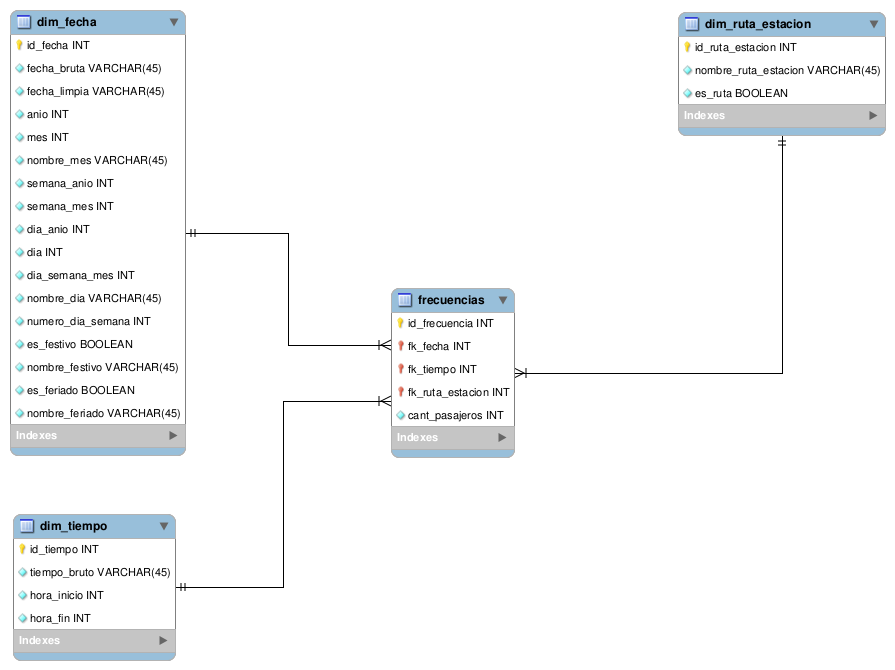 dim_fecha
id_fecha INT
fecha_bruta VARCHAR(45)
fecha_limpia VARCHAR(45)
anio INT
mes INT
nombre_mes VARCHAR(45)
semana_anio INT
semana_mes INT
dia_anio INT
dia INT
dia_semana_mes INT
nombre_dia VARCHAR(45)
numero_dia_semana INT
es_festivo BOOLEAN
nombre_festivo VARCHAR(45)
es_feriado BOOLEAN
nombre_feriado VARCHAR(45)
Indexes
dim_ruta_estacion
id_ruta_estacion INT
nombre_ruta_estacion VARCHAR(45)
es_ruta BOOLEAN
Indexes
frecuencias
id_frecuencia INT
fk_fecha INT
fk_tiempo INT
fk_ruta_estacion INT
cant_pasajeros INT
Indexes
dim_tiempo
id_tiempo INT
tiempo_bruto VARCHAR(45)
hora_inicio INT
hora_fin INT
Indexes